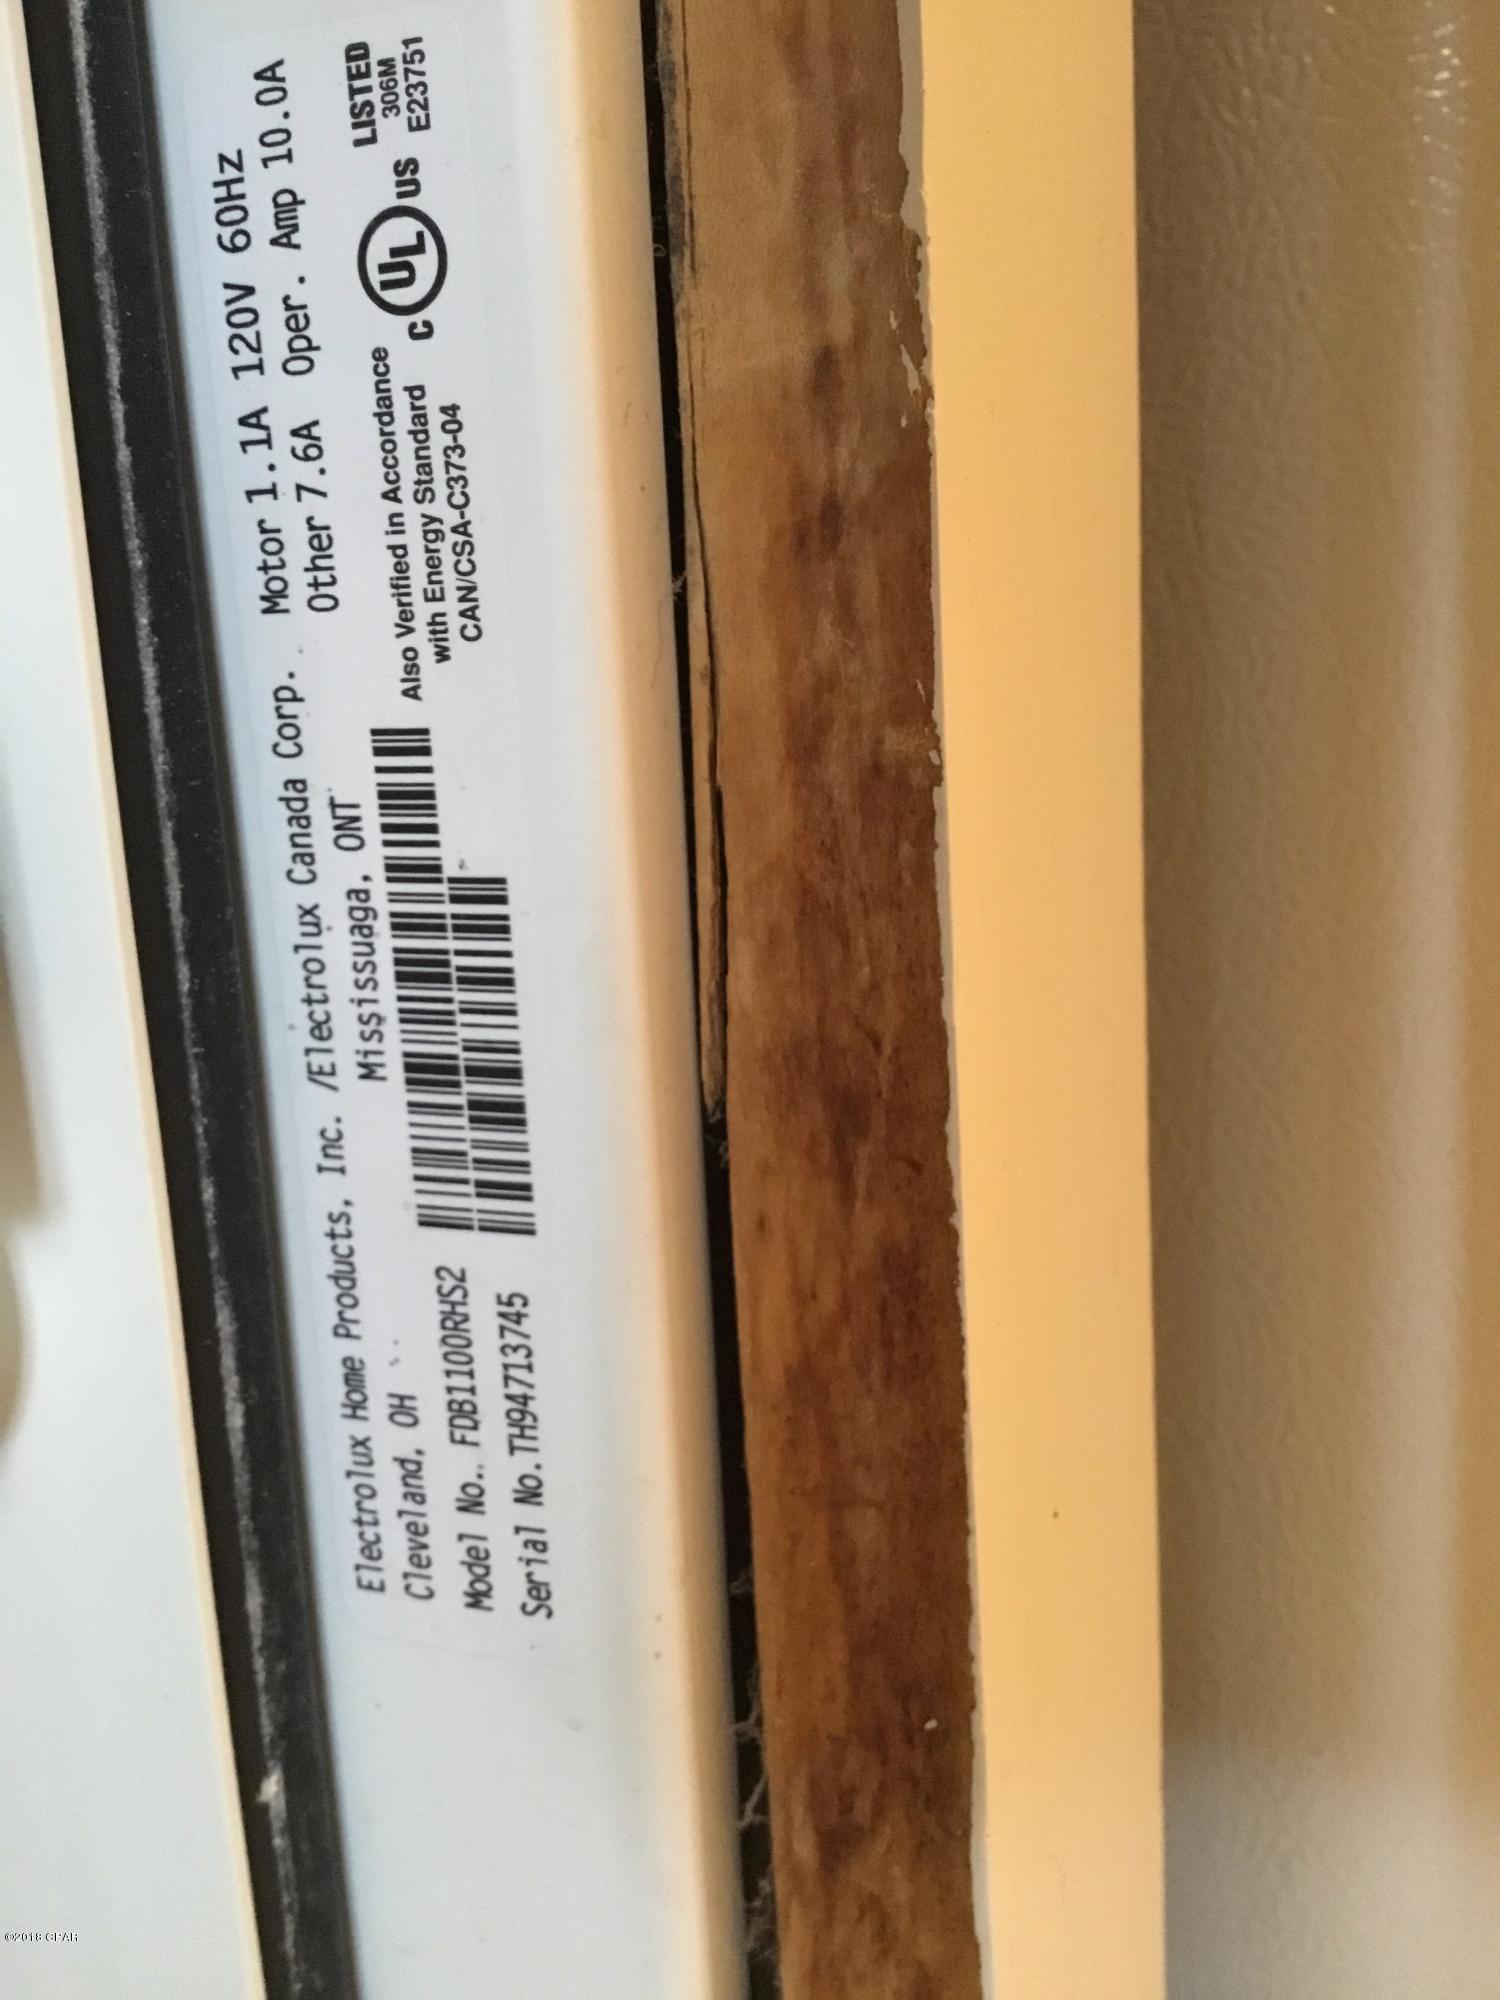 Electrolux Home Products, Inc. /Electrolux Canada Corp.
Cleveland, OH
Missisuaga, ONT
Motor 1.1A 120V 60Hz
Other 7.6A Oper. Amp 10.0A
Model No. FDB1100RHS2
Serial No. TH94713745
Also Verified in Accordance
with Energy Standard
CAN/CSA-C373-04
C UL US
LISTED
306M
E23751
©2018 CPAR